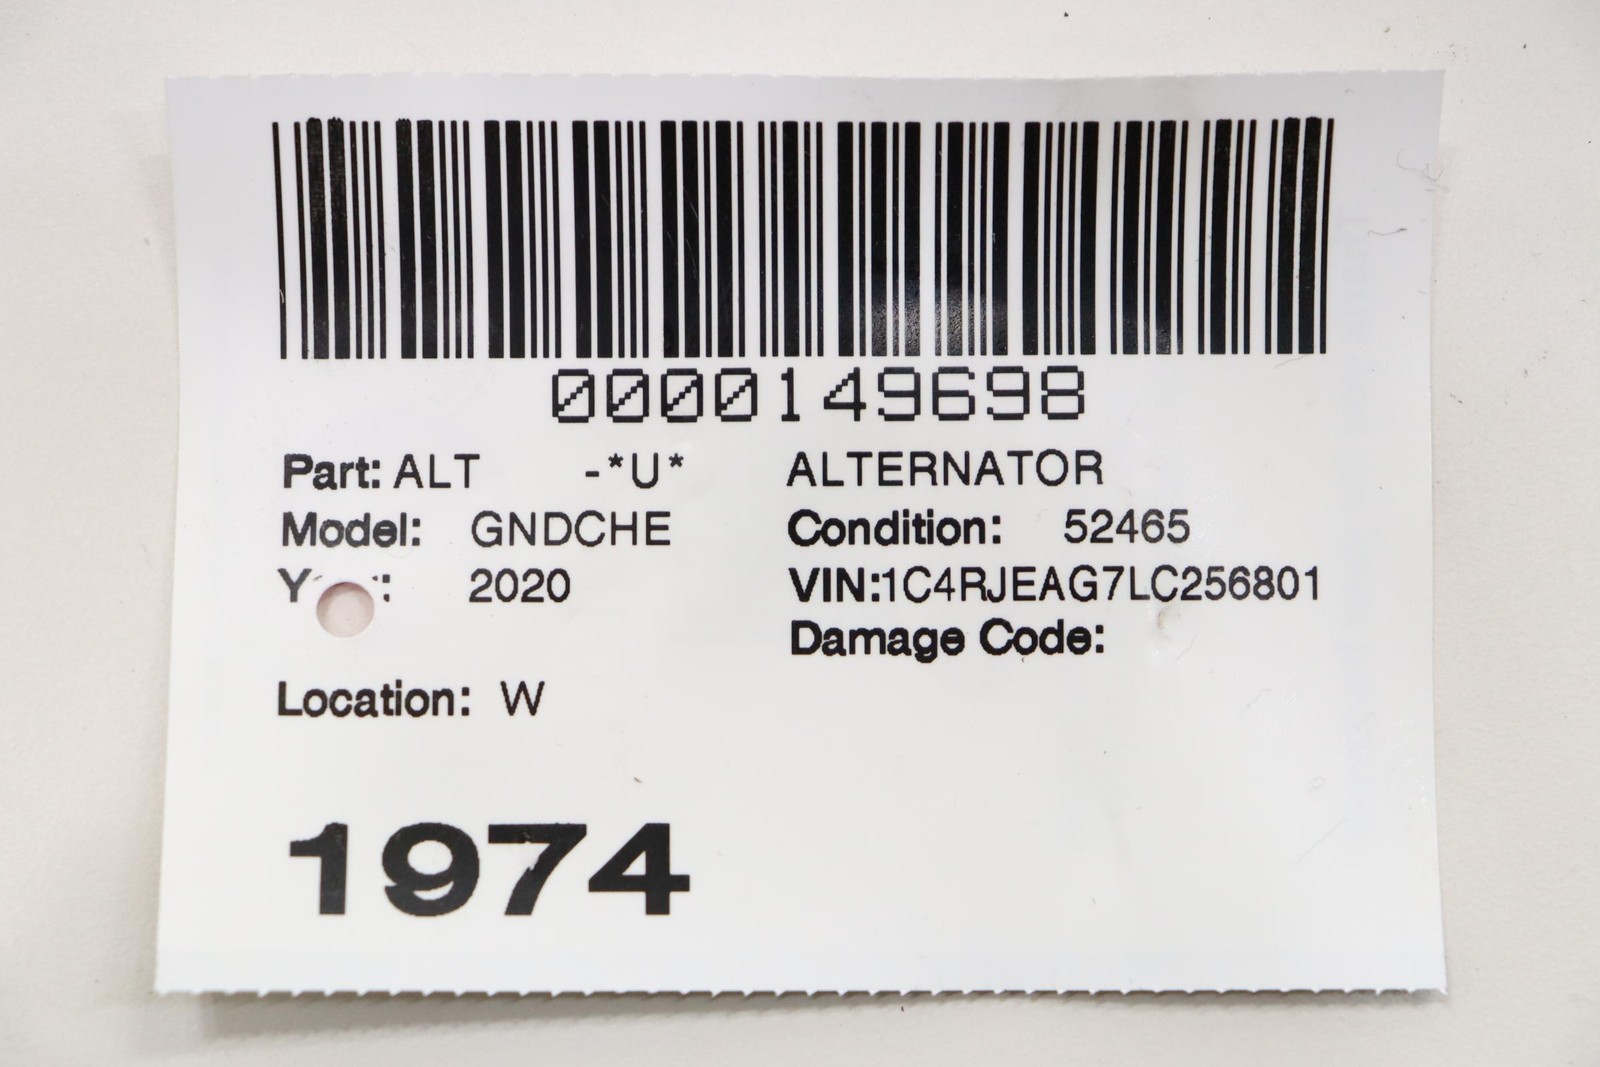 0000149698
Part: ALT -*U* ALTERNATOR
Model: GNDCHE Condition: 52465
2020 VIN:1C4RJEAG7LC256801
Damage Code:
Location: W
1974